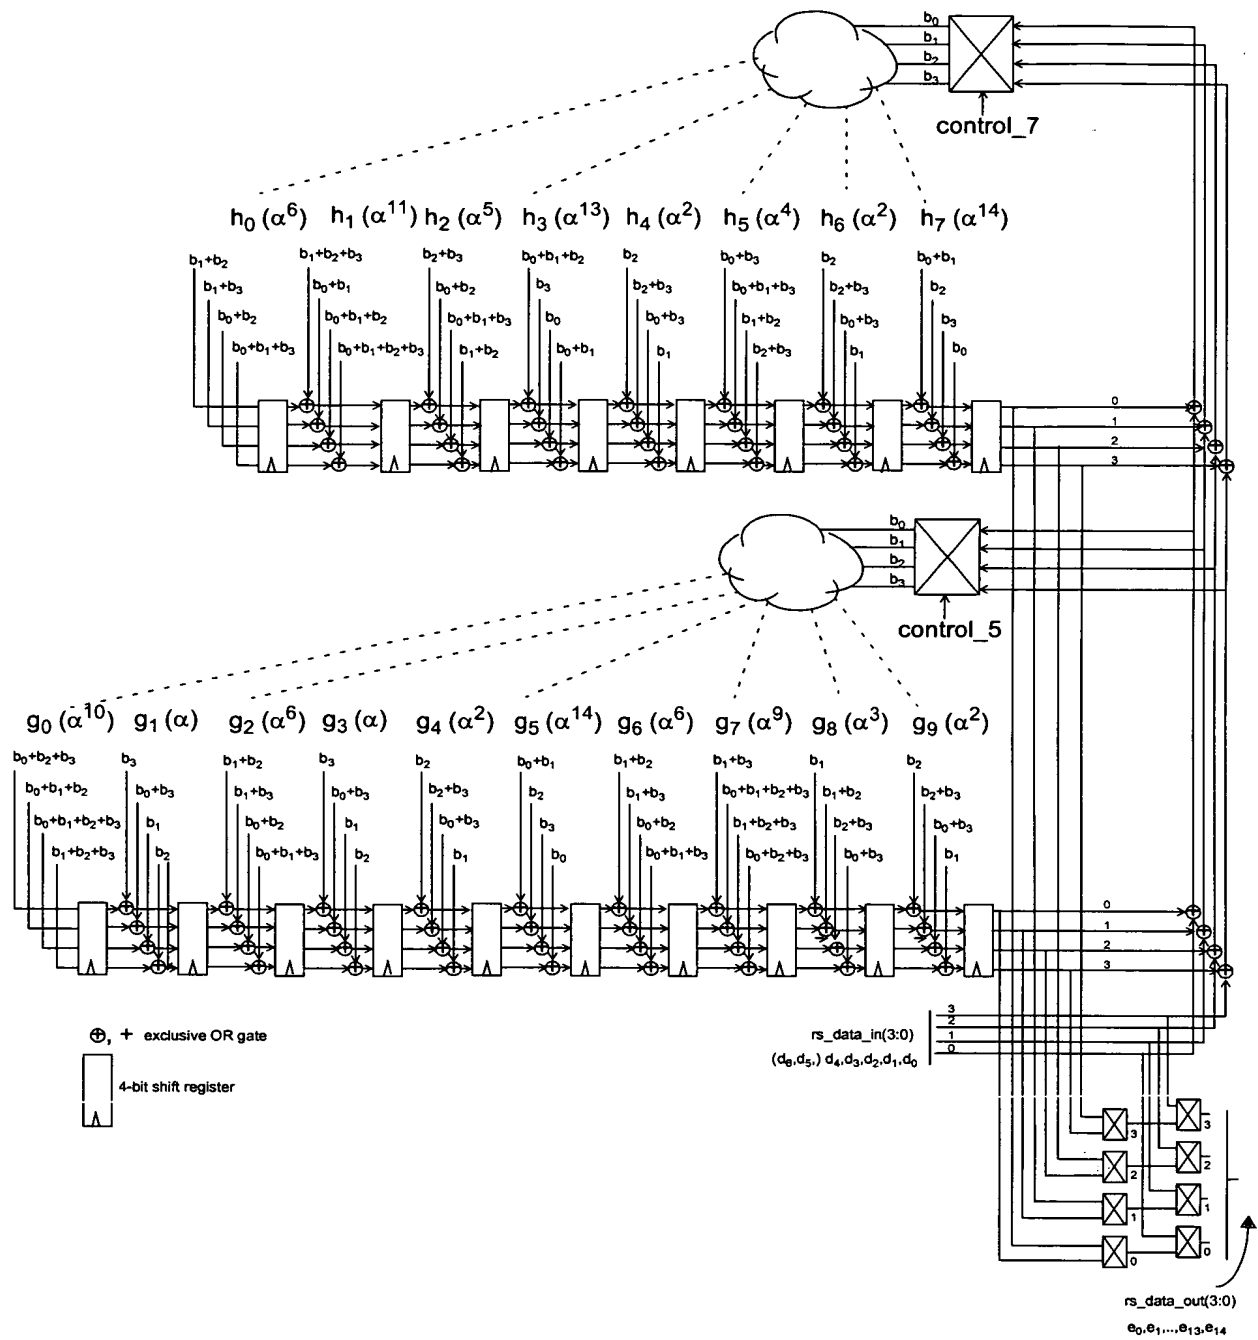 b₀
b₁
b₂
b₃
control_7
h₀ (α⁶) h₁ (α¹¹) h₂ (α⁵) h₃ (α¹³) h₄ (α²) h₅ (α⁴) h₆ (α²) h₇ (α¹⁴)
b₁+b₂ b₁+b₂+b₃ b₂+b₃ b₀+b₁+b₂ b₂ b₀+b₃ b₂ b₀+b₁
b₁+b₃ b₀+b₁ b₀+b₂ b₃ b₂+b₃ b₀+b₁+b₃ b₂+b₃ b₂
b₀+b₂ b₀+b₁+b₂ b₀+b₁+b₃ b₀ b₀+b₃ b₁+b₂ b₀+b₃ b₃
b₀+b₁+b₃ b₀+b₁+b₂+b₃ b₁+b₂ b₀+b₁ b₁ b₂+b₃ b₁ b₀
0
1
2
3
b₀
b₁
b₂
b₃
control_5
g₀ (α¹⁰) g₁ (α) g₂ (α⁶) g₃ (α) g₄ (α²) g₅ (α¹⁴) g₆ (α⁶) g₇ (α⁹) g₈ (α³) g₉ (α²)
b₀+b₂+b₃ b₃ b₁+b₂ b₃ b₂ b₀+b₁ b₁+b₂ b₁+b₃ b₁ b₂
b₀+b₁+b₂ b₀+b₃ b₁+b₃ b₀+b₃ b₂+b₃ b₂ b₁+b₃ b₀+b₁+b₂+b₃ b₁+b₂ b₂+b₃
b₀+b₁+b₂+b₃ b₁ b₀+b₂ b₁ b₀+b₃ b₃ b₀+b₂ b₁+b₂+b₃ b₂+b₃ b₀+b₃
b₁+b₂+b₃ b₂ b₀+b₁+b₃ b₂ b₁ b₀ b₀+b₁+b₃ b₀+b₂+b₃ b₀+b₃ b₁
0
1
2
3
⊕, + exclusive OR gate
4-bit shift register
rs_data_in(3:0)
(d₆,d₅,) d₄,d₃,d₂,d₁,d₀
3
2
1
0
3
3
2
2
1
1
0
0
rs_data_out(3:0)
e₀,e₁,..,e₁₃,e₁₄